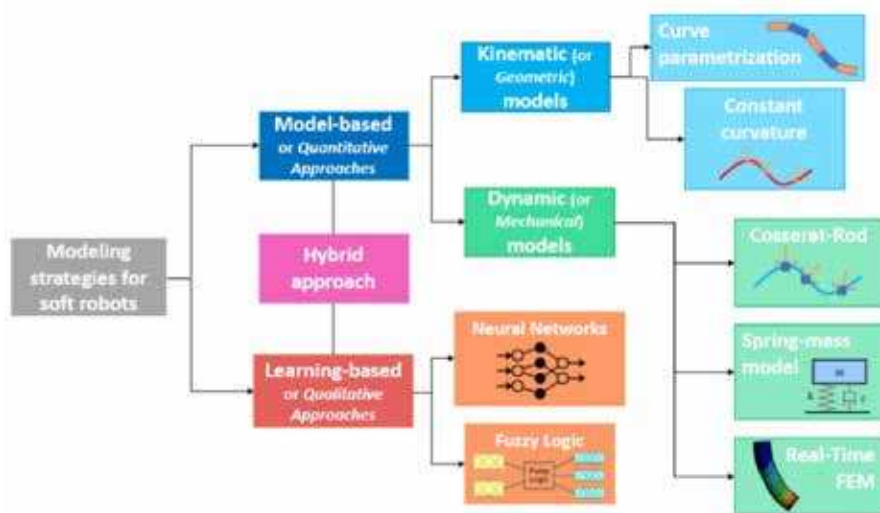 Modeling
strategies for
soft robots
Model-based
or Quantitative
Approaches
Hybrid
approach
Learning-based
or Qualitative
Approaches
Kinematic (or
Geometric)
models
Dynamic (or
Mechanical)
models
Neural Networks
Fuzzy Logic
Fuzzy
Logic
Curve
parametrization
Constant
curvature
Cosserat-Rod
Spring-mass
model
Real-Time
FEM